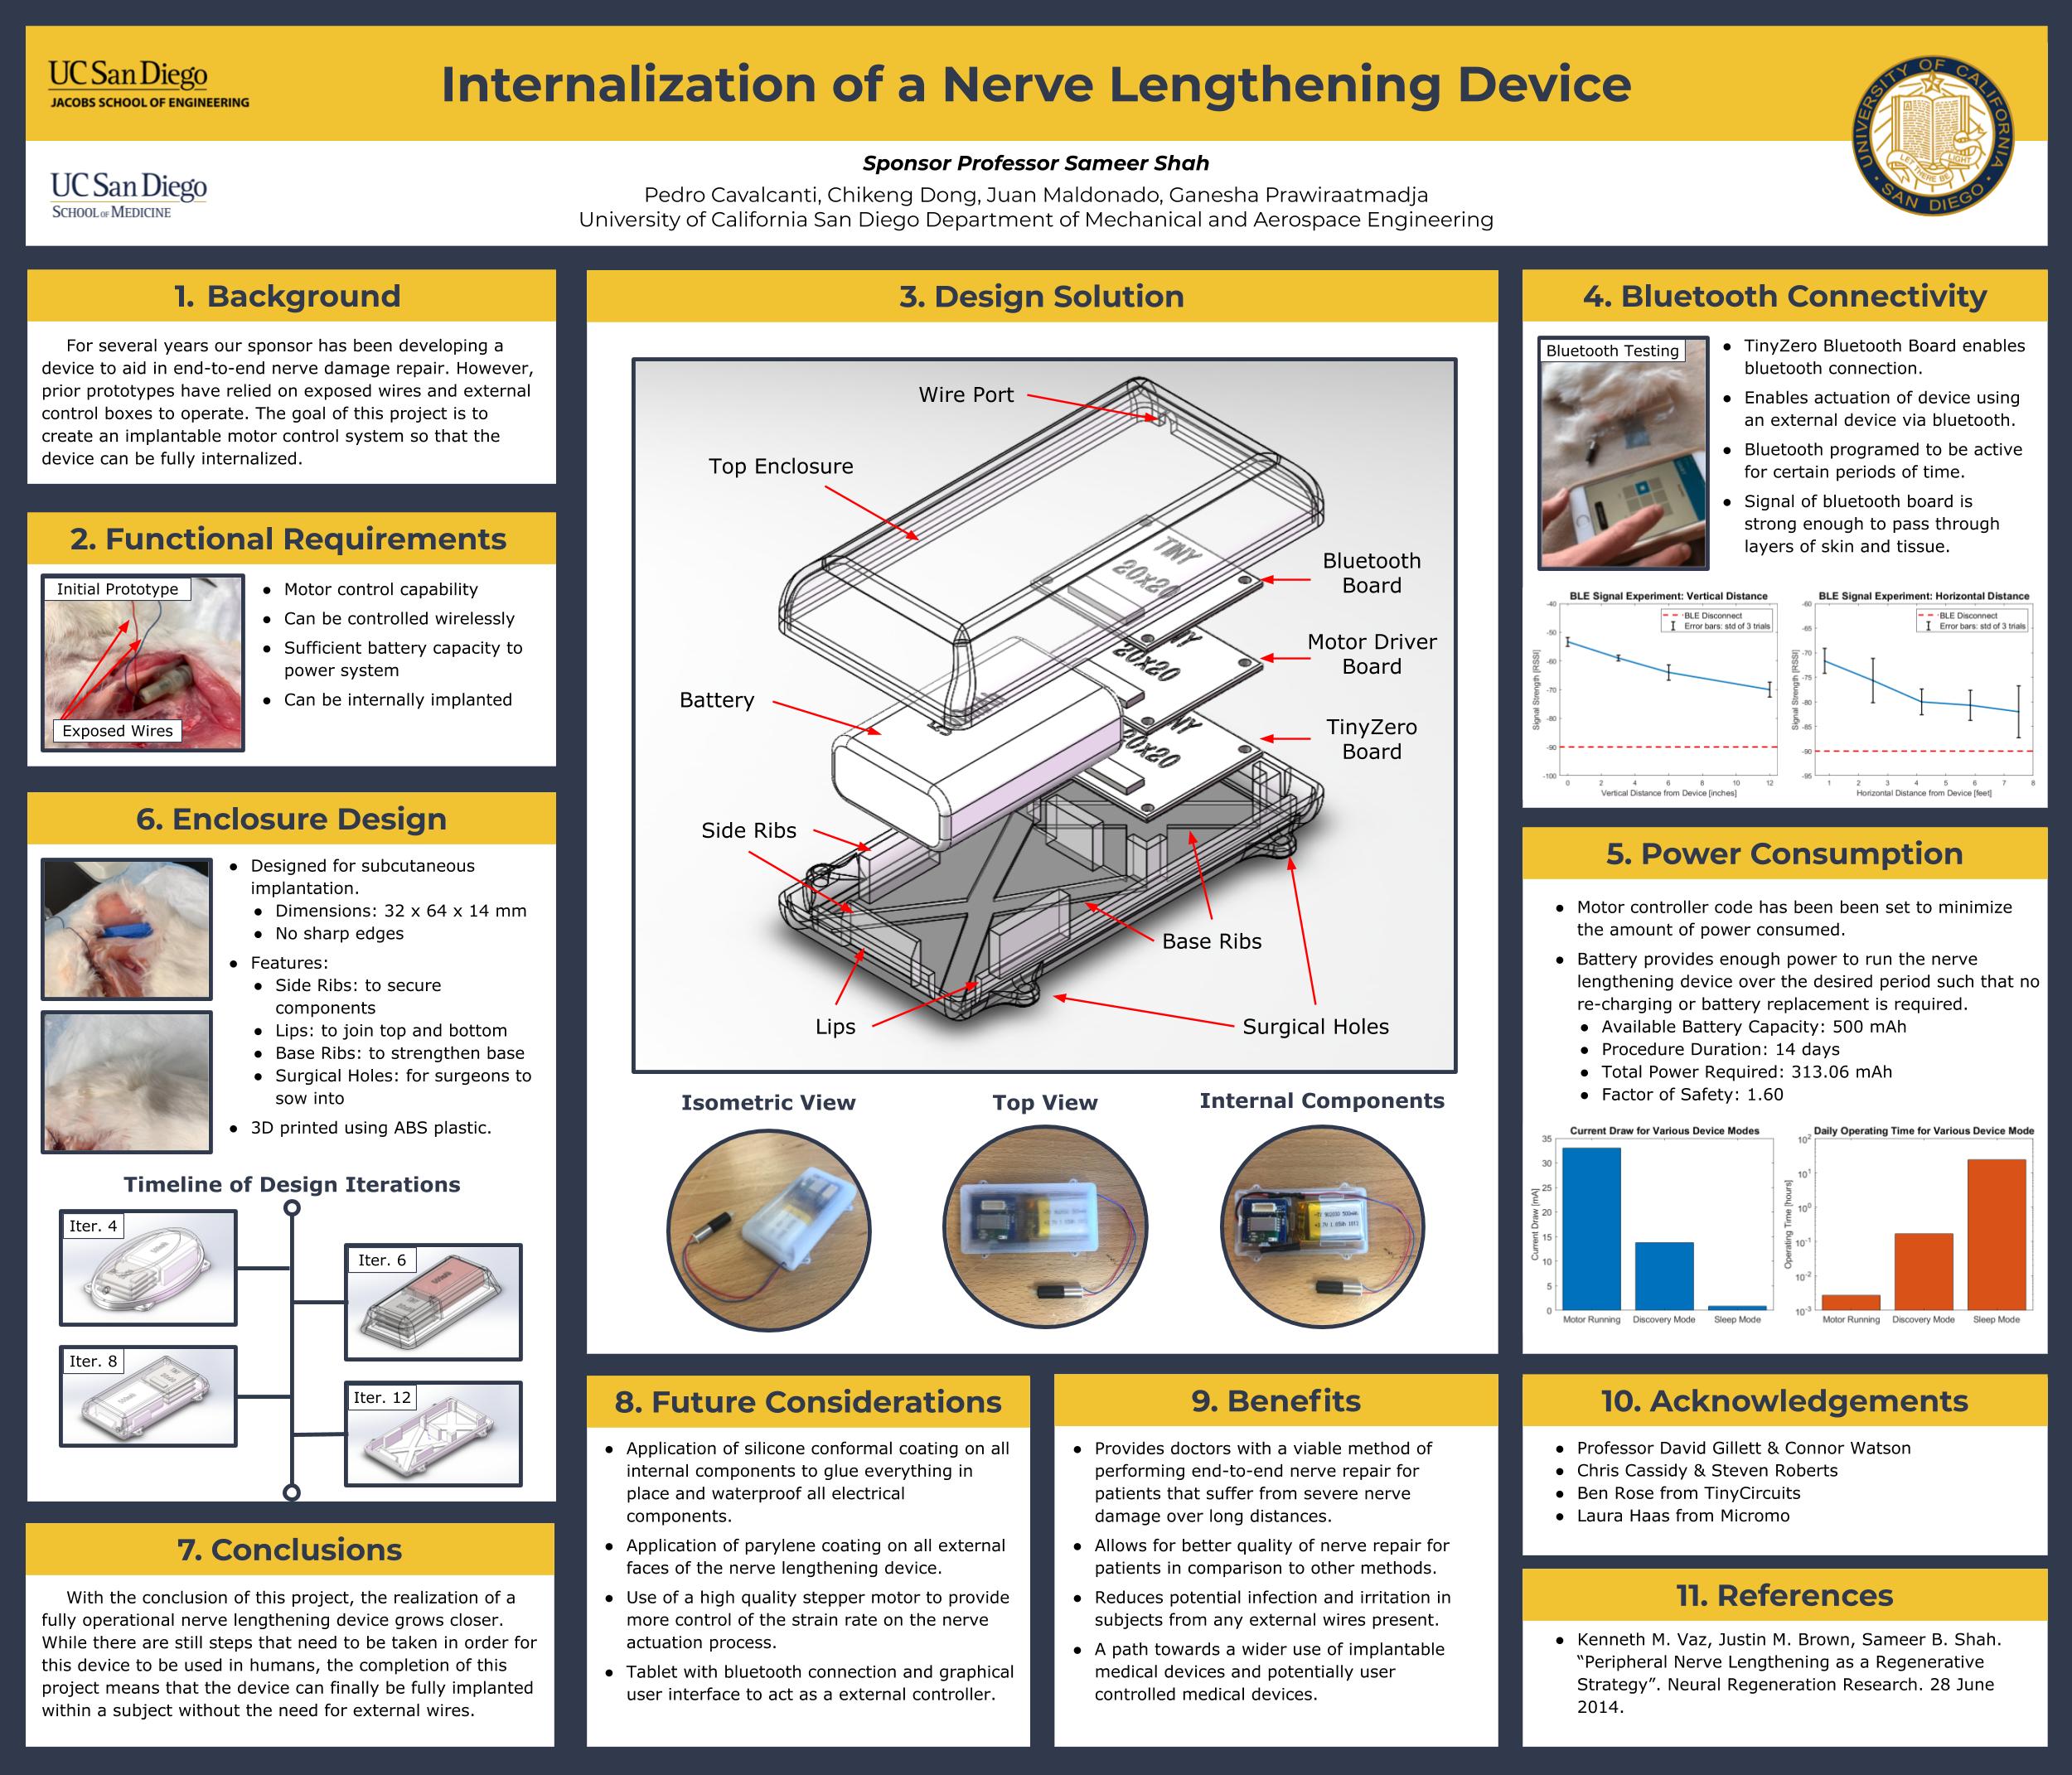 UC San Diego
JACOBS SCHOOL OF ENGINEERING
Internalization of a Nerve Lengthening Device
UNIVERSITY OF CALIFORNIA
SAN DIEGO
LET THERE BE LIGHT
UC San Diego
SCHOOL OF MEDICINE
Sponsor Professor Sameer Shah
Pedro Cavalcanti, Chikeng Dong, Juan Maldonado, Ganesha Prawiraatmadja
University of California San Diego Department of Mechanical and Aerospace Engineering
1. Background
For several years our sponsor has been developing a
device to aid in end-to-end nerve damage repair. However,
prior prototypes have relied on exposed wires and external
control boxes to operate. The goal of this project is to
create an implantable motor control system so that the
device can be fully internalized.
2. Functional Requirements
Initial Prototype
Exposed Wires
● Motor control capability
● Can be controlled wirelessly
● Sufficient battery capacity to
power system
● Can be internally implanted
3. Design Solution
Wire Port
Top Enclosure
Bluetooth
Board
Motor Driver
Board
Battery
TinyZero
Board
Side Ribs
Base Ribs
Lips
Surgical Holes
TINY
20x20
NY
20x20
NY
20x20
Isometric View
Top View
Internal Components
4. Bluetooth Connectivity
Bluetooth Testing
● TinyZero Bluetooth Board enables
bluetooth connection.
● Enables actuation of device using
an external device via bluetooth.
● Bluetooth programed to be active
for certain periods of time.
● Signal of bluetooth board is
strong enough to pass through
layers of skin and tissue.
BLE Signal Experiment: Vertical Distance
BLE Disconnect
Error bars: std of 3 trials
Signal Strength [RSSI]
-40
-50
-60
-70
-80
-90
-100
0 2 4 6 8 10 12
Vertical Distance from Device [inches]
BLE Signal Experiment: Horizontal Distance
BLE Disconnect
Error bars: std of 3 trials
Signal Strength [RSSI]
-60
-65
-70
-75
-80
-85
-90
-95
1 2 3 4 5 6 7 8
Horizontal Distance from Device [feet]
5. Power Consumption
● Motor controller code has been been set to minimize
the amount of power consumed.
● Battery provides enough power to run the nerve
lengthening device over the desired period such that no
re-charging or battery replacement is required.
● Available Battery Capacity: 500 mAh
● Procedure Duration: 14 days
● Total Power Required: 313.06 mAh
● Factor of Safety: 1.60
Current Draw for Various Device Modes
Current Draw [mA]
35
30
25
20
15
10
5
0
Motor Running Discovery Mode Sleep Mode
Daily Operating Time for Various Device Mode
Operating Time [hours]
10^2
10^1
10^0
10^-1
10^-2
10^-3
Motor Running Discovery Mode Sleep Mode
6. Enclosure Design
● Designed for subcutaneous
implantation.
● Dimensions: 32 x 64 x 14 mm
● No sharp edges
● Features:
● Side Ribs: to secure
components
● Lips: to join top and bottom
● Base Ribs: to strengthen base
● Surgical Holes: for surgeons to
sow into
● 3D printed using ABS plastic.
Timeline of Design Iterations
Iter. 4
Iter. 6
Iter. 8
Iter. 12
7. Conclusions
With the conclusion of this project, the realization of a
fully operational nerve lengthening device grows closer.
While there are still steps that need to be taken in order for
this device to be used in humans, the completion of this
project means that the device can finally be fully implanted
within a subject without the need for external wires.
8. Future Considerations
● Application of silicone conformal coating on all
internal components to glue everything in
place and waterproof all electrical
components.
● Application of parylene coating on all external
faces of the nerve lengthening device.
● Use of a high quality stepper motor to provide
more control of the strain rate on the nerve
actuation process.
● Tablet with bluetooth connection and graphical
user interface to act as a external controller.
9. Benefits
● Provides doctors with a viable method of
performing end-to-end nerve repair for
patients that suffer from severe nerve
damage over long distances.
● Allows for better quality of nerve repair for
patients in comparison to other methods.
● Reduces potential infection and irritation in
subjects from any external wires present.
● A path towards a wider use of implantable
medical devices and potentially user
controlled medical devices.
10. Acknowledgements
● Professor David Gillett & Connor Watson
● Chris Cassidy & Steven Roberts
● Ben Rose from TinyCircuits
● Laura Haas from Micromo
11. References
● Kenneth M. Vaz, Justin M. Brown, Sameer B. Shah.
“Peripheral Nerve Lengthening as a Regenerative
Strategy”. Neural Regeneration Research. 28 June
2014.